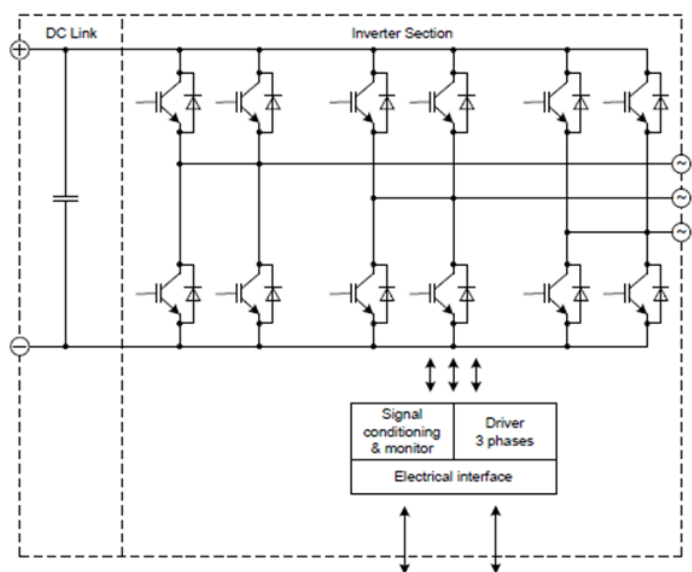 DC Link
Inverter Section
Signal
conditioning
& monitor
Driver
3 phases
Electrical interface